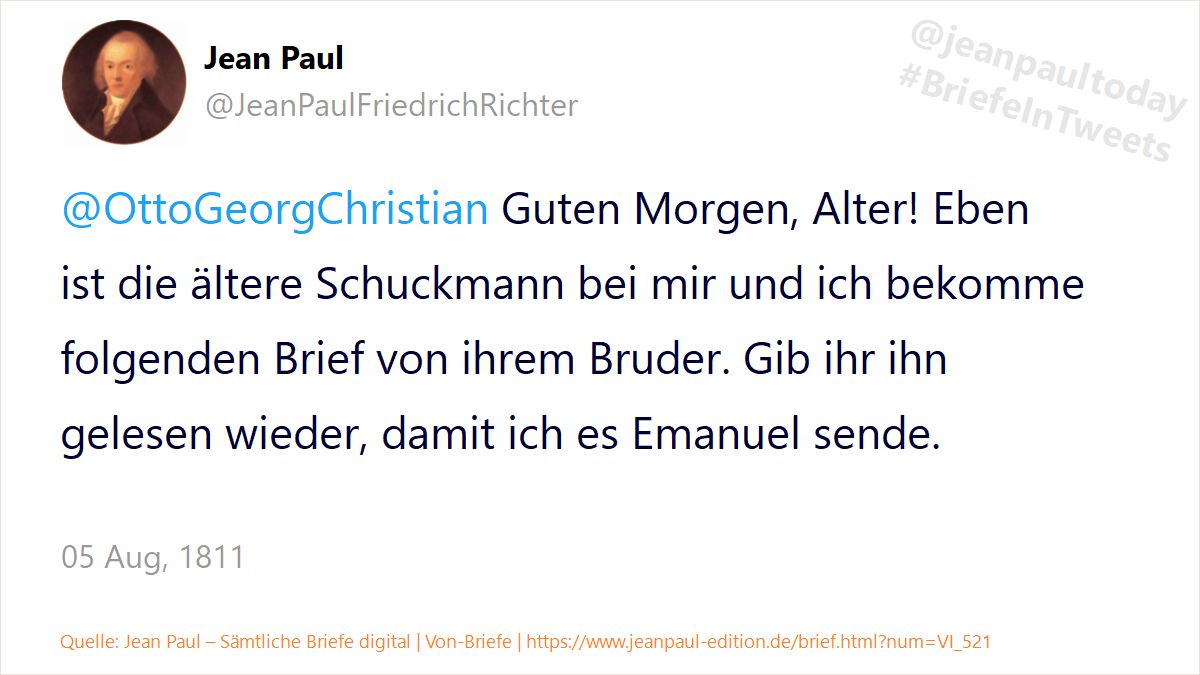 Jean Paul
@JeanPaulFriedrichRichter
@jeanpaultoday
#BriefeInTweets
@OttoGeorgChristian Guten Morgen, Alter! Eben
ist die ältere Schuckmann bei mir und ich bekomme
folgenden Brief von ihrem Bruder. Gib ihr ihn
gelesen wieder, damit ich es Emanuel sende.
05 Aug, 1811
Quelle: Jean Paul – Sämtliche Briefe digital | Von-Briefe | https://www.jeanpaul-edition.de/brief.html?num=VI_521